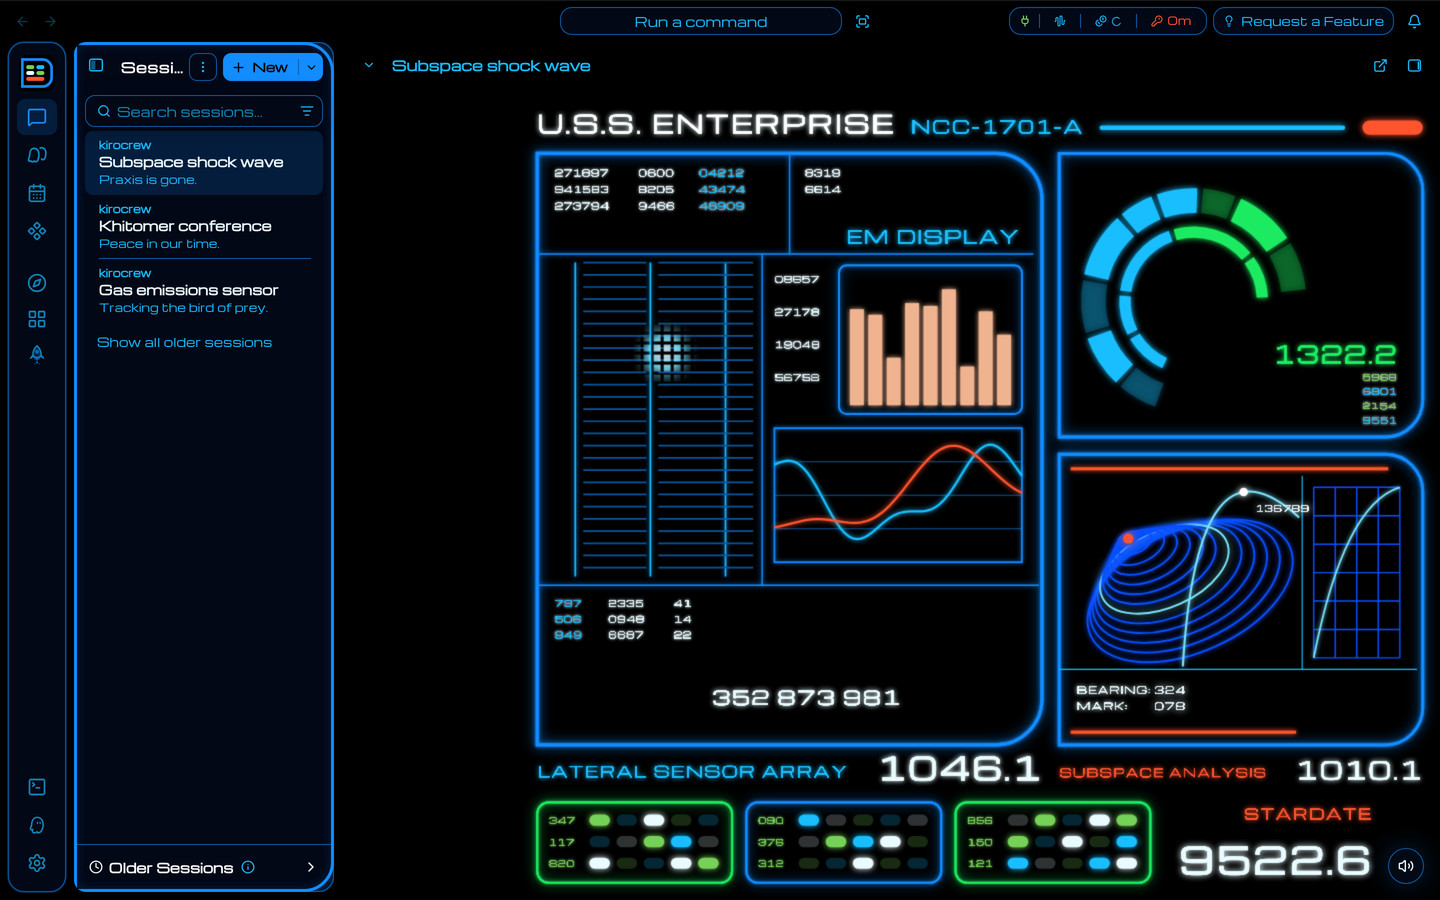 Run a command
C
0m
Request a Feature
Sessi...
New
Search sessions...
kirocrew
Subspace shock wave
Praxis is gone.
kirocrew
Khitomer conference
Peace in our time.
kirocrew
Gas emissions sensor
Tracking the bird of prey.
Show all older sessions
Older Sessions
Subspace shock wave
U.S.S. ENTERPRISE NCC-1701-A
271897 0600 04212 8319
941583 8205 43474 6614
273794 9466 46909
EM DISPLAY
08657
27178
19048
56758
797 2335 41
506 0948 14
949 6687 22
352 873 981
1322.2
5968
6801
2154
9551
136789
BEARING: 324
MARK: 078
LATERAL SENSOR ARRAY 1046.1
SUBSPACE ANALYSIS 1010.1
347
117
620
090
376
312
856
150
121
STARDATE
9522.6